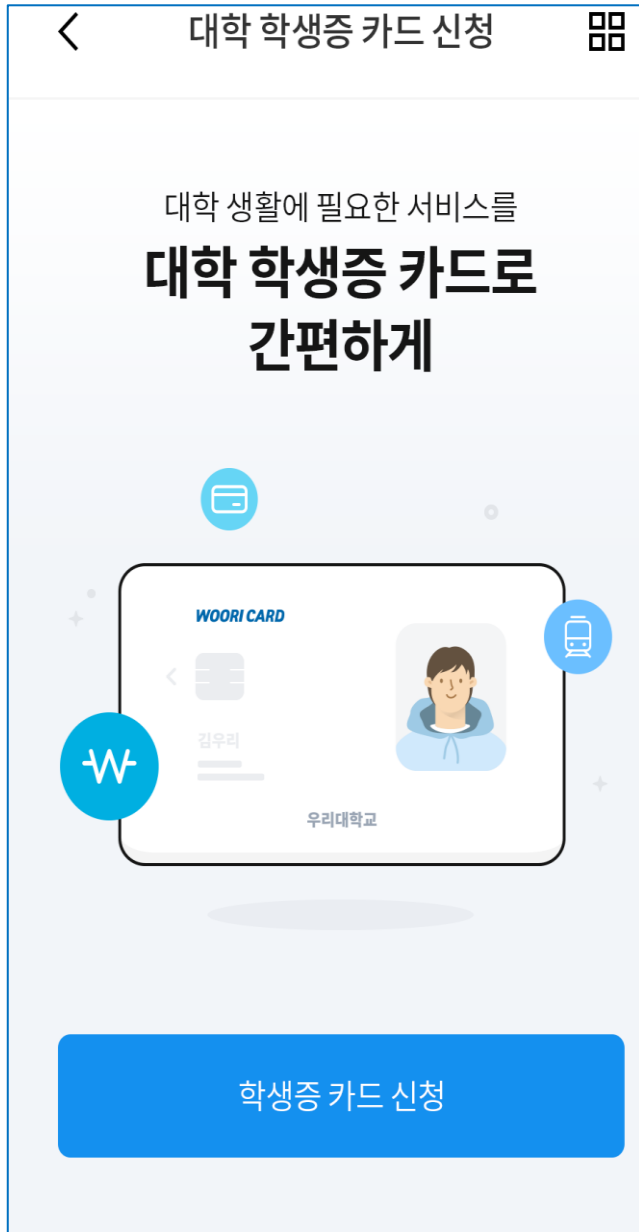 대학 학생증 카드 신청
대학 생활에 필요한 서비스를
대학 학생증 카드로
간편하게
WOORI CARD
김우리
우리대학교
학생증 카드 신청